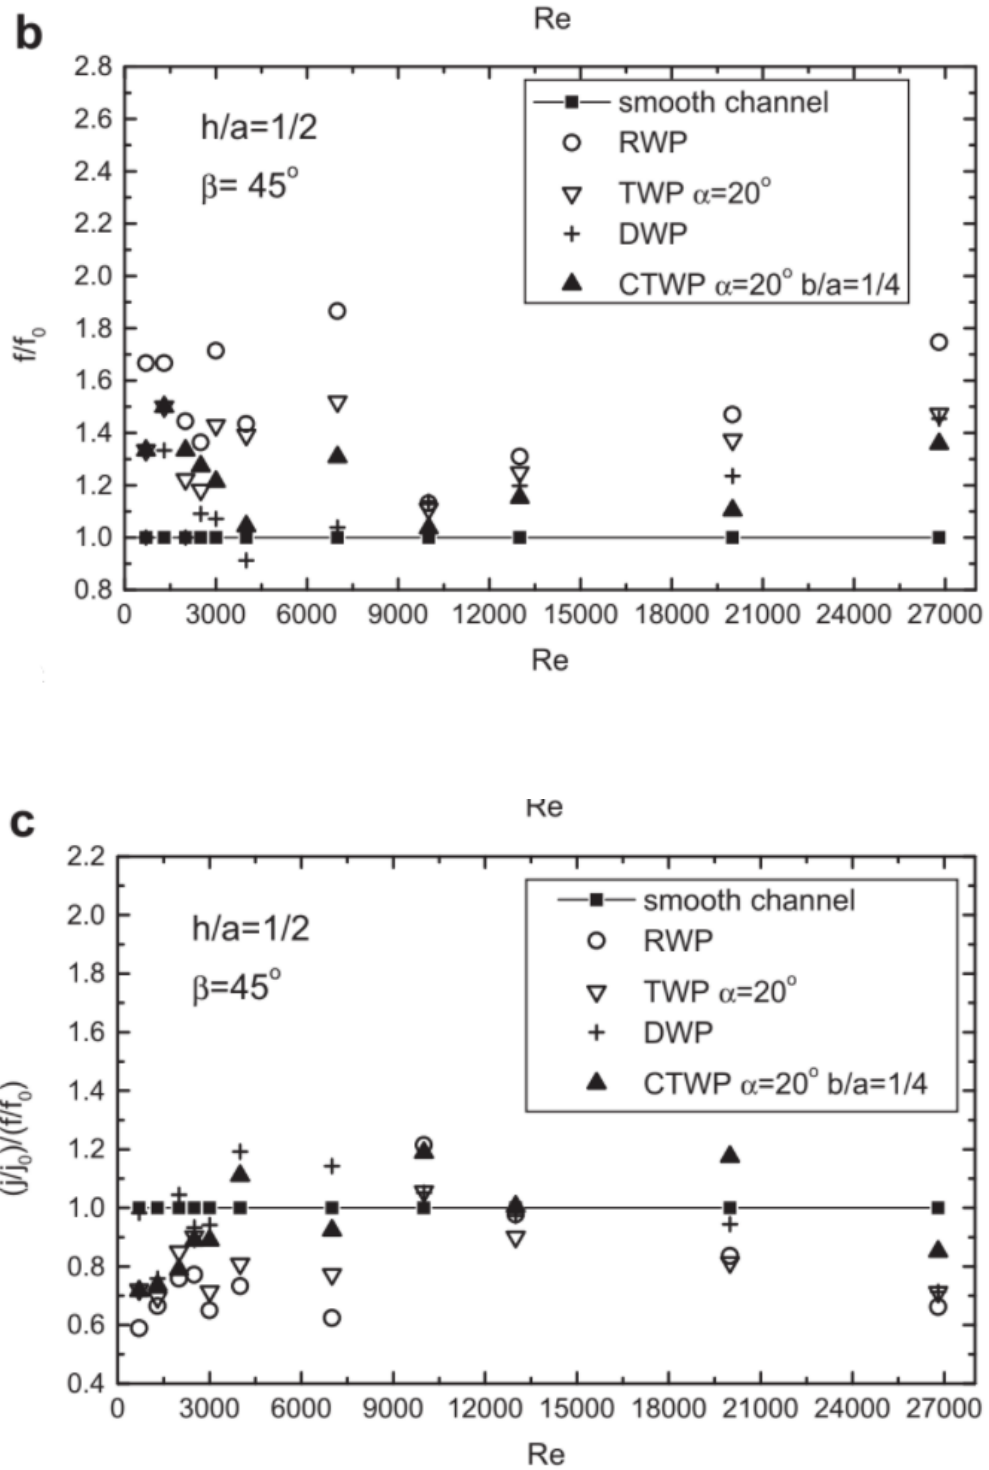 Re
b
2.8
2.6
2.4
2.2
2.0
1.8
1.6
1.4
1.2
1.0
0.8
f/f₀
h/a=1/2
β= 45°
smooth channel
RWP
TWP α=20°
DWP
CTWP α=20° b/a=1/4
0 3000 6000 9000 12000 15000 18000 21000 24000 27000
Re
Re
c
2.2
2.0
1.8
1.6
1.4
1.2
1.0
0.8
0.6
0.4
(j/j₀)/(f/f₀)
h/a=1/2
β=45°
smooth channel
RWP
TWP α=20°
DWP
CTWP α=20° b/a=1/4
0 3000 6000 9000 12000 15000 18000 21000 24000 27000
Re